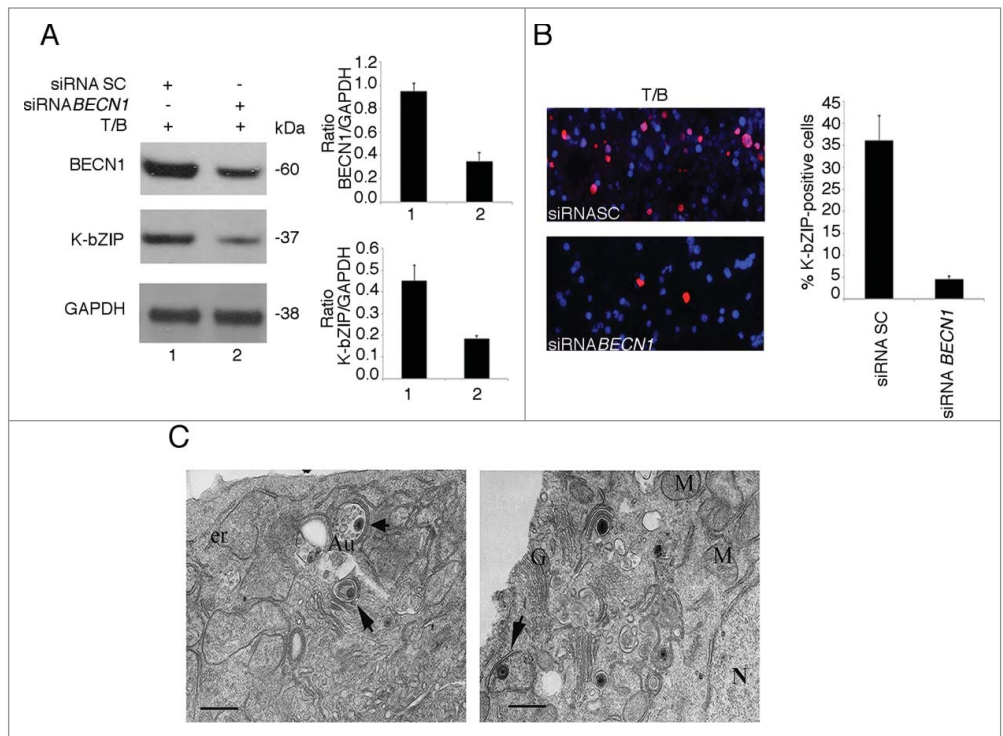 A
siRNA SC + -
siRNABECN1 - +
T/B + + kDa
BECN1 -60
K-bZIP -37
GAPDH -38
1 2
Ratio
BECN1/GAPDH
1.2
1.0
0.8
0.6
0.4
0.2
0.0
1 2
Ratio
K-bZIP/GAPDH
0.6
0.5
0.4
0.3
0.2
0.1
0.0
1 2
B
T/B
siRNASC
siRNABECN1
% K-bZIP-positive cells
45
40
35
30
25
20
15
10
5
0
siRNA SC
siRNA BECN1
C
er
Au
M
G
M
N